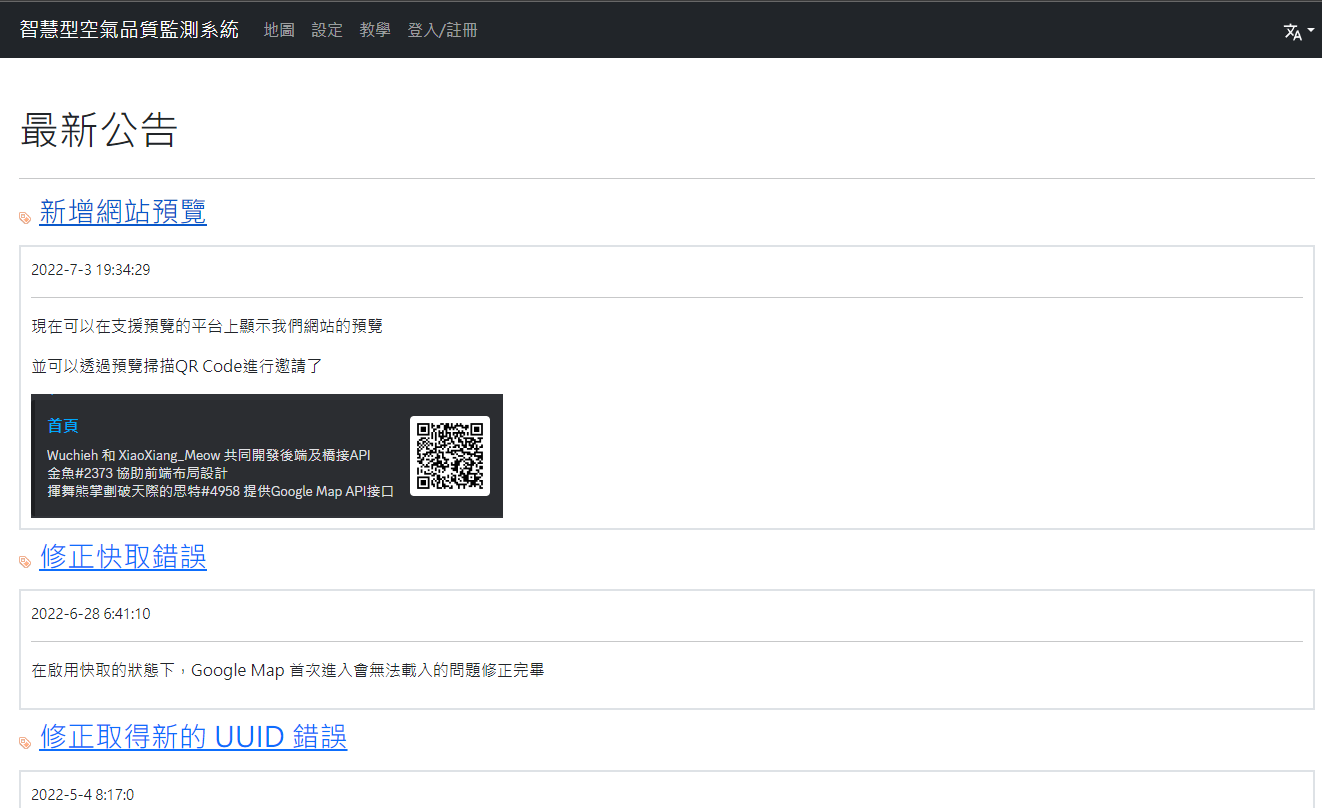 智慧型空氣品質監測系統 地圖 設定 教學 登入/註冊
最新公告
新增網站預覽
2022-7-3 19:34:29
現在可以在支援預覽的平台上顯示我們網站的預覽
並可以透過預覽掃描QR Code進行邀請了
首頁
Wuchieh 和 XiaoXiang_Meow 共同開發後端及橋接API
金魚#2373 協助前端布局設計
揮舞熊掌劃破天際的思特#4958 提供Google Map API接口
修正快取錯誤
2022-6-28 6:41:10
在啟用快取的狀態下，Google Map 首次進入會無法載入的問題修正完畢
修正取得新的 UUID 錯誤
2022-5-4 8:17:0